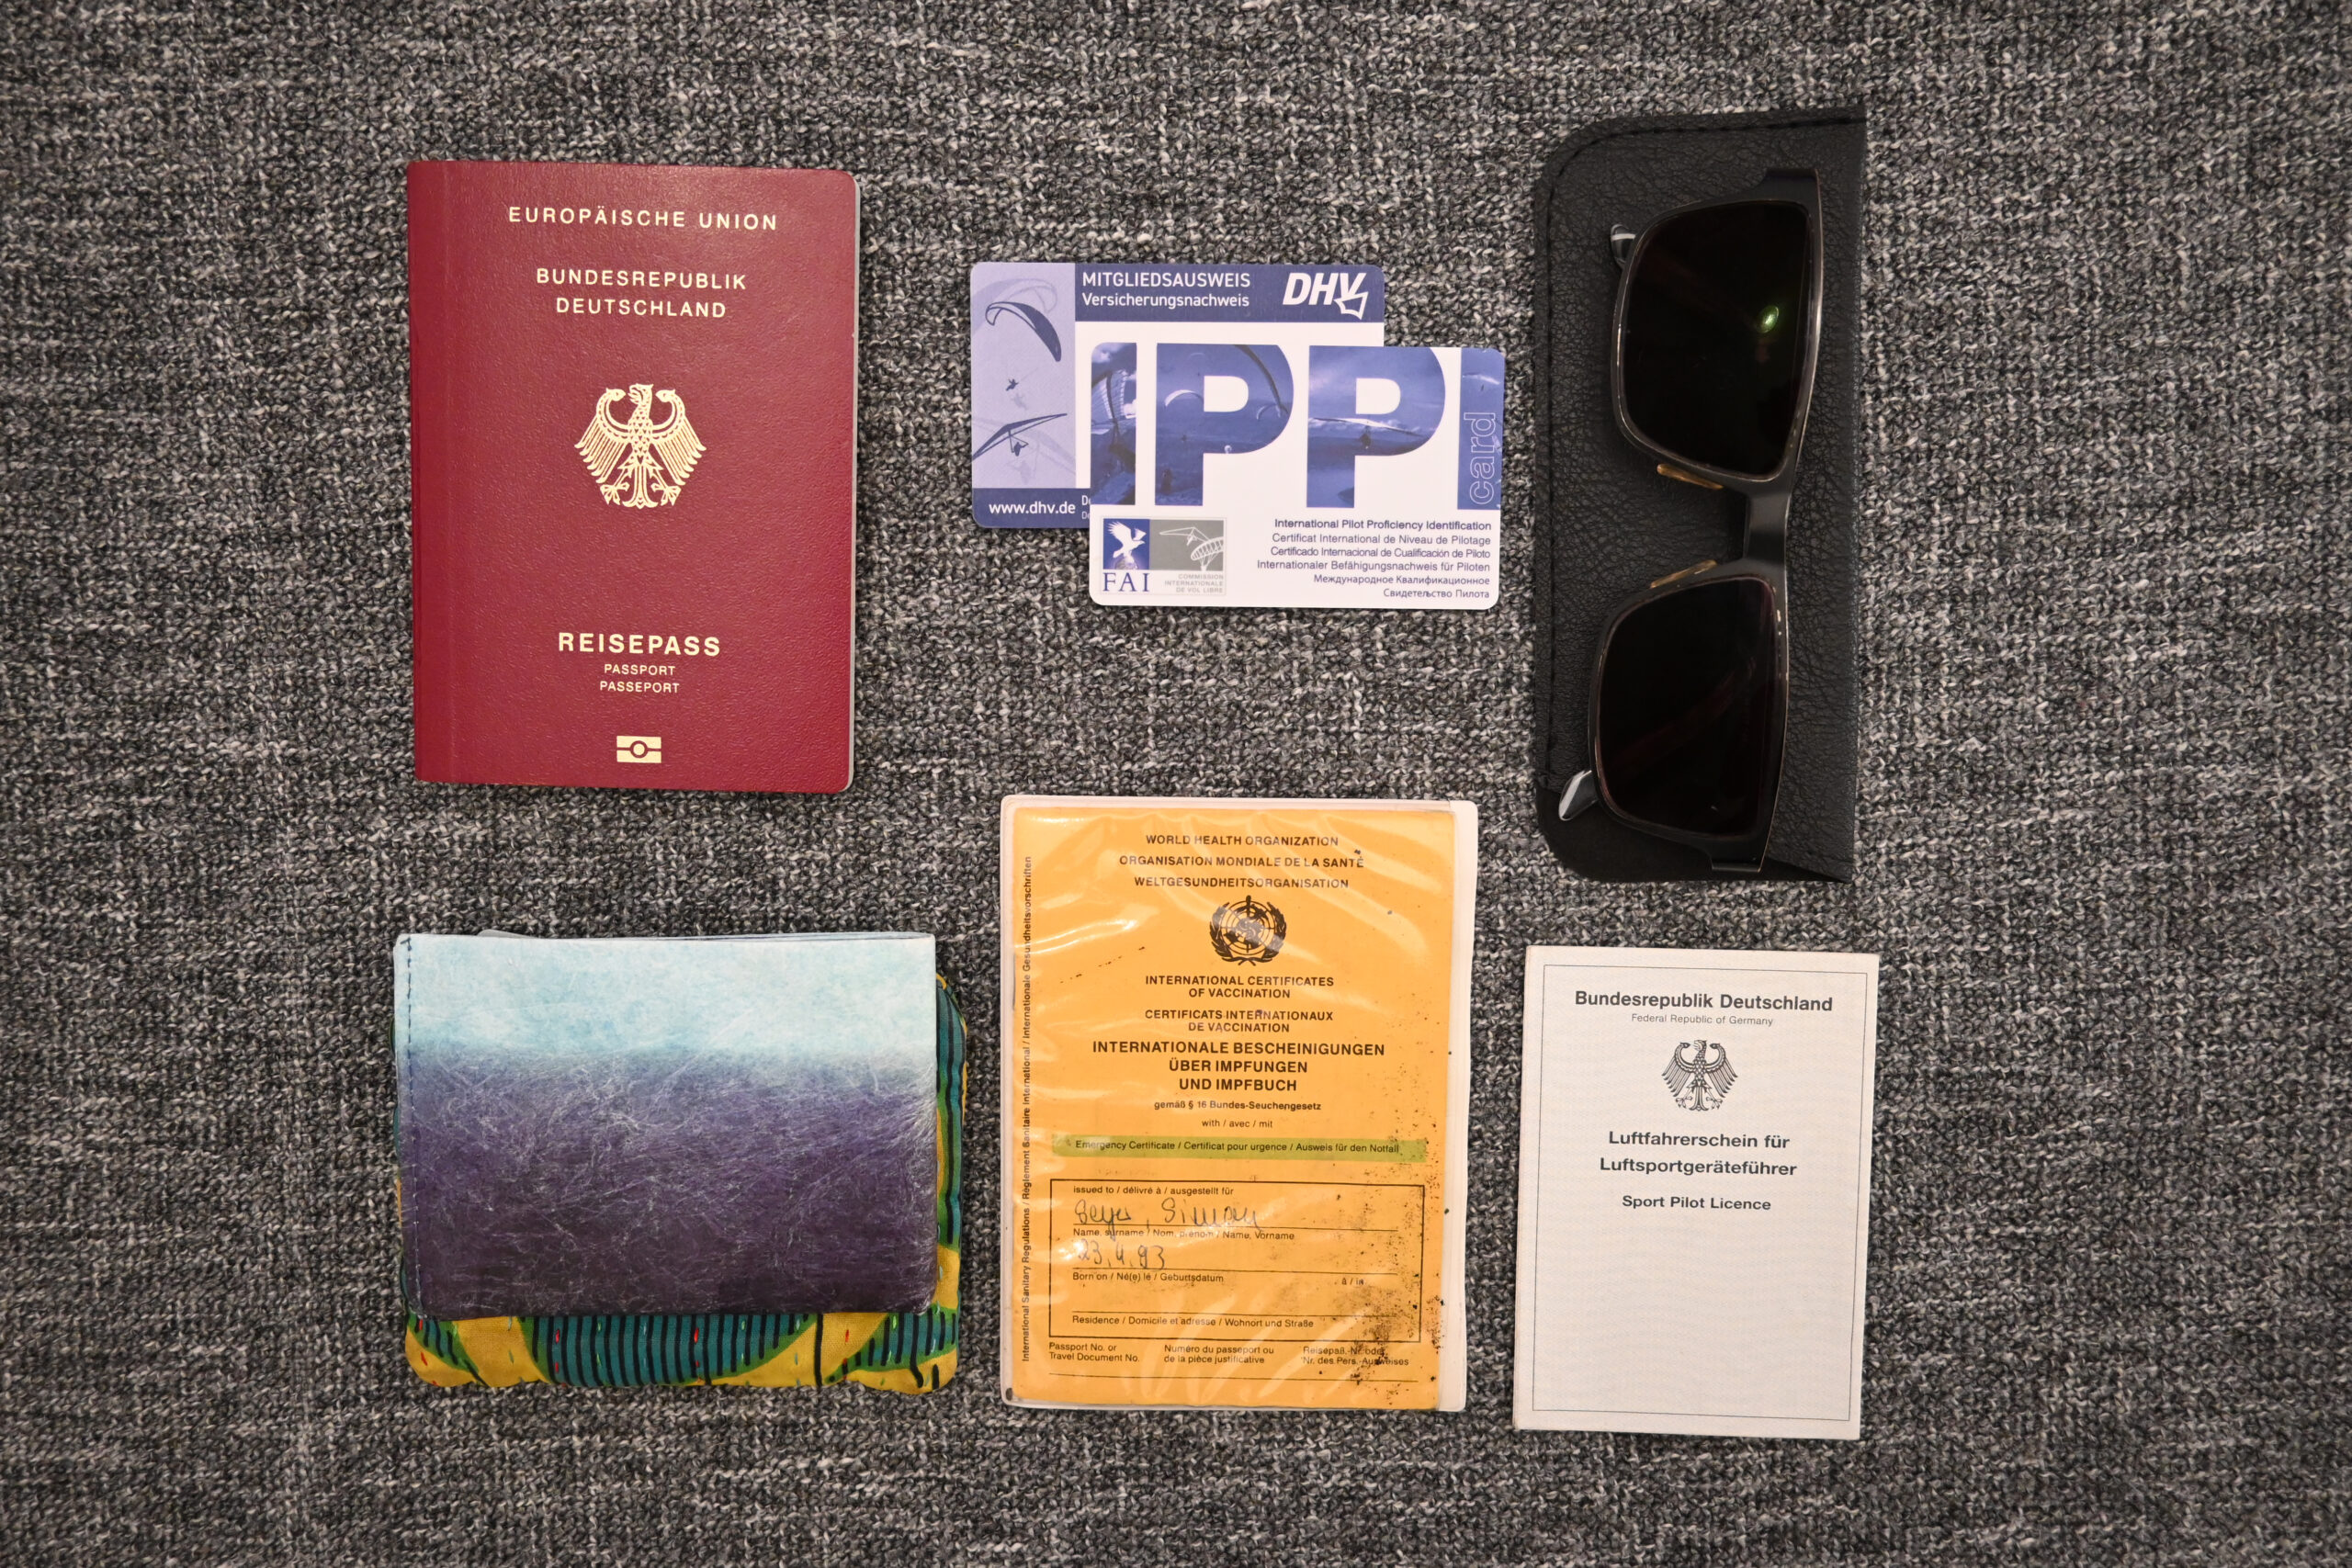 EUROPÄISCHE UNION
BUNDESREPUBLIK
DEUTSCHLAND
REISEPASS
PASSPORT
PASSEPORT
MITGLIEDSAUSWEIS
Versicherungsnachweis
DHV
www.dhv.de
IPPI
card
International Pilot Proficiency Identification
Certificat International de Niveau de Pilotage
Certificado Internacional de Cualificación de Piloto
Internationaler Befähigungsnachweis für Piloten
Международное Квалификационное
Свидетельство Пилота
FAI
COMMISSION
INTERNATIONALE
DE VOL LIBRE
International Sanitary Regulations / Règlement Sanitaire International / Internationale Gesundheitsvorschriften
WORLD HEALTH ORGANIZATION
ORGANISATION MONDIALE DE LA SANTÉ
WELTGESUNDHEITSORGANISATION
INTERNATIONAL CERTIFICATES
OF VACCINATION
CERTIFICATS INTERNATIONAUX
DE VACCINATION
INTERNATIONALE BESCHEINIGUNGEN
ÜBER IMPFUNGEN
UND IMPFBUCH
gemäß § 16 Bundes-Seuchengesetz
with / avec / mit
Emergency Certificate / Certificat pour urgence / Ausweis für den Notfall
issued to / délivré à / ausgestellt für
Simon
Name, surname / Nom, prénom / Name, Vorname
23.4.93
Born on / Né(e) le / Geburtsdatum à / in
Residence / Domicile et adresse / Wohnort und Straße
Passport No. or Numéro du passeport ou Reisepaß-Nr. oder
Travel Document No. de la pièce justificative Nr. des Pers.-Ausweises
Bundesrepublik Deutschland
Federal Republic of Germany
Luftfahrerschein für
Luftsportgeräteführer
Sport Pilot Licence